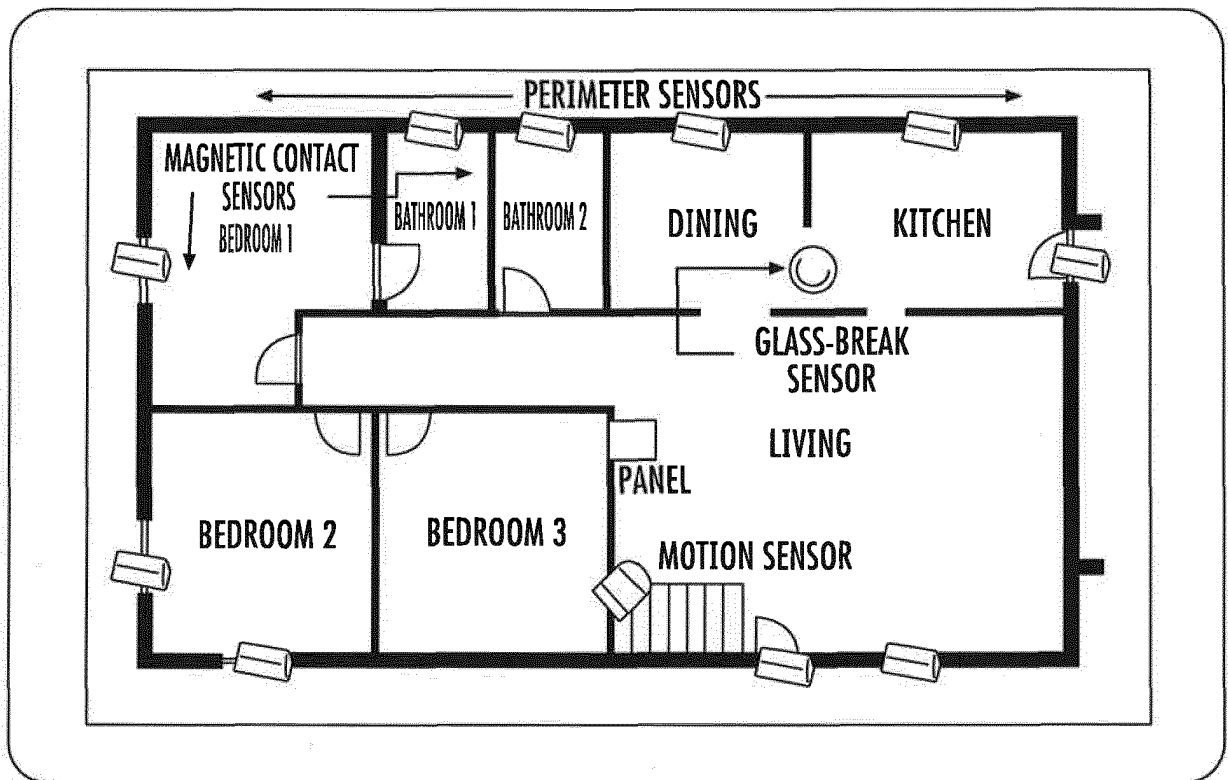 PERIMETER SENSORS
MAGNETIC CONTACT
SENSORS
BEDROOM 1
BATHROOM 1
BATHROOM 2
DINING
KITCHEN
GLASS-BREAK
SENSOR
LIVING
PANEL
BEDROOM 2
BEDROOM 3
MOTION SENSOR